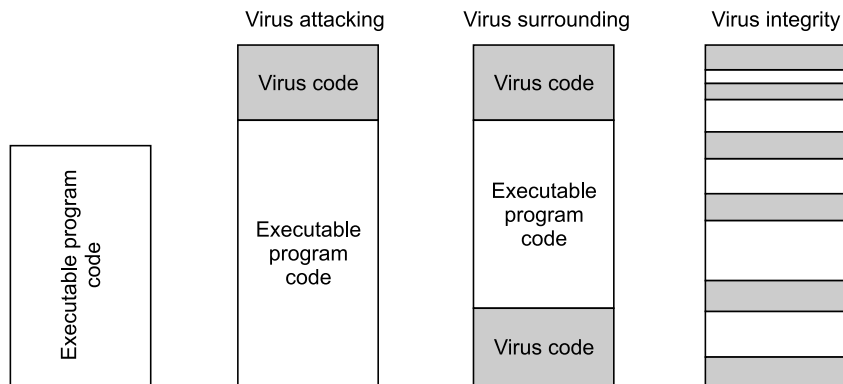 Virus attacking
Virus surrounding
Virus integrity
Executable program
code
Virus code
Executable
program
code
Virus code
Executable
program
code
Virus code